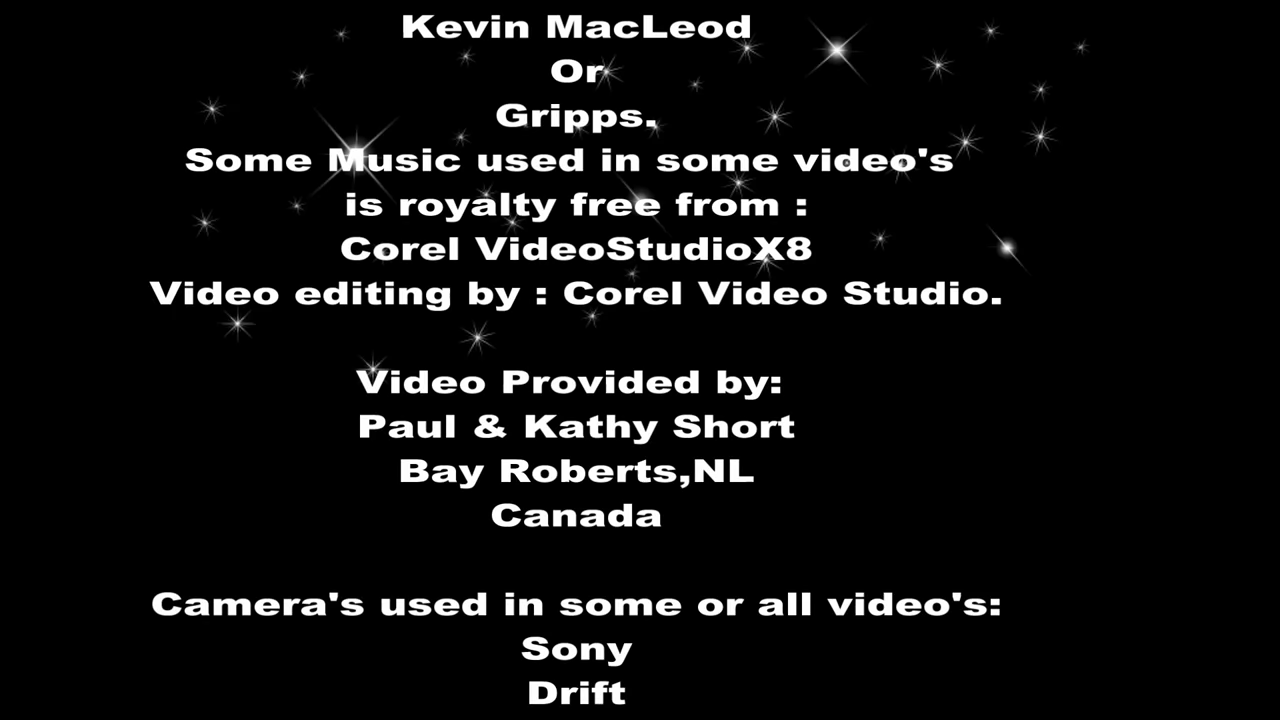 Kevin MacLeod
Or
Gripps.
Some Music used in some video's
is royalty free from :
Corel VideoStudioX8
Video editing by : Corel Video Studio.
Video Provided by:
Paul & Kathy Short
Bay Roberts,NL
Canada
Camera's used in some or all video's:
Sony
Drift